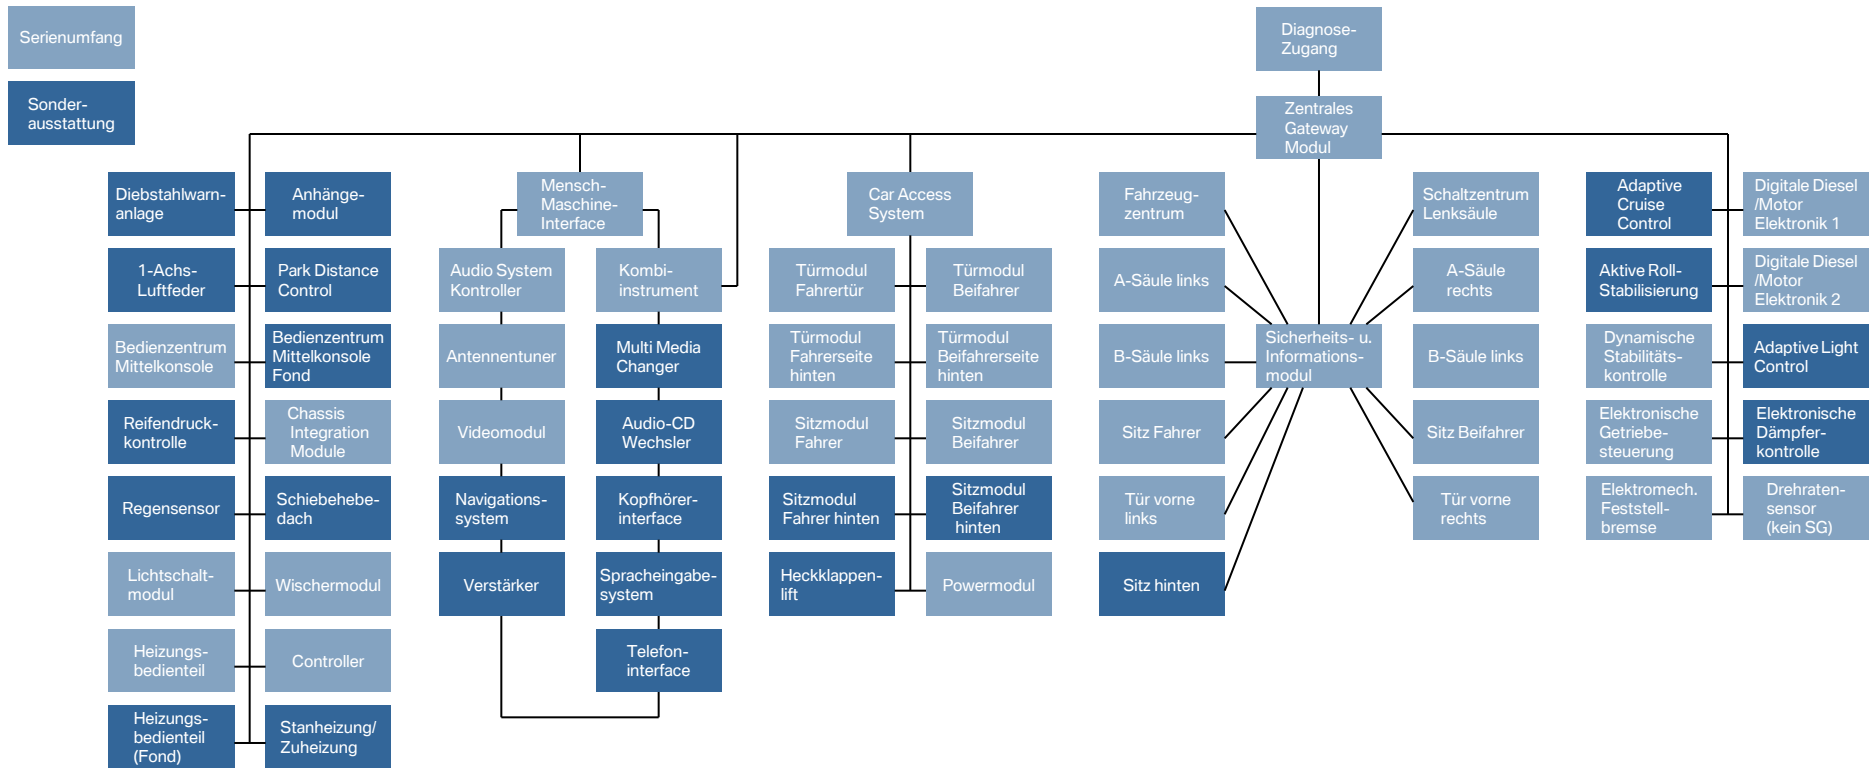 Serienumfang
Sonder-
ausstattung
Diagnose-
Zugang
Zentrales
Gateway
Modul
Diebstahlwarn-
anlage
Anhänge-
modul
1-Achs-
Luftfeder
Park Distance
Control
Bedienzentrum
Mittelkonsole
Bedienzentrum
Mittelkonsole
Fond
Reifendruck-
kontrolle
Chassis
Integration
Module
Regensensor
Schiebehebe-
dach
Lichtschalt-
modul
Wischermodul
Heizungs-
bedienteil
Controller
Heizungs-
bedienteil
(Fond)
Stanheizung/
Zuheizung
Mensch-
Maschine-
Interface
Audio System
Kontroller
Kombi-
instrument
Antennentuner
Multi Media
Changer
Videomodul
Audio-CD
Wechsler
Navigations-
system
Kopfhörer-
interface
Verstärker
Spracheingabe-
system
Telefon-
interface
Car Access
System
Türmodul
Fahrertür
Türmodul
Beifahrer
Türmodul
Fahrerseite
hinten
Türmodul
Beifahrerseite
hinten
Sitzmodul
Fahrer
Sitzmodul
Beifahrer
Sitzmodul
Fahrer hinten
Sitzmodul
Beifahrer
hinten
Heckklappen-
lift
Powermodul
Fahrzeug-
zentrum
Schaltzentrum
Lenksäule
A-Säule links
A-Säule
rechts
B-Säule links
Sicherheits- u.
Informations-
modul
B-Säule links
Sitz Fahrer
Sitz Beifahrer
Tür vorne
links
Tür vorne
rechts
Sitz hinten
Adaptive
Cruise
Control
Digitale Diesel
/Motor
Elektronik 1
Aktive Roll-
Stabilisierung
Digitale Diesel
/Motor
Elektronik 2
Dynamische
Stabilitäts-
kontrolle
Adaptive Light
Control
Elektronische
Getriebe-
steuerung
Elektronische
Dämpfer-
kontrolle
Elektromech.
Feststell-
bremse
Drehraten-
sensor
(kein SG)